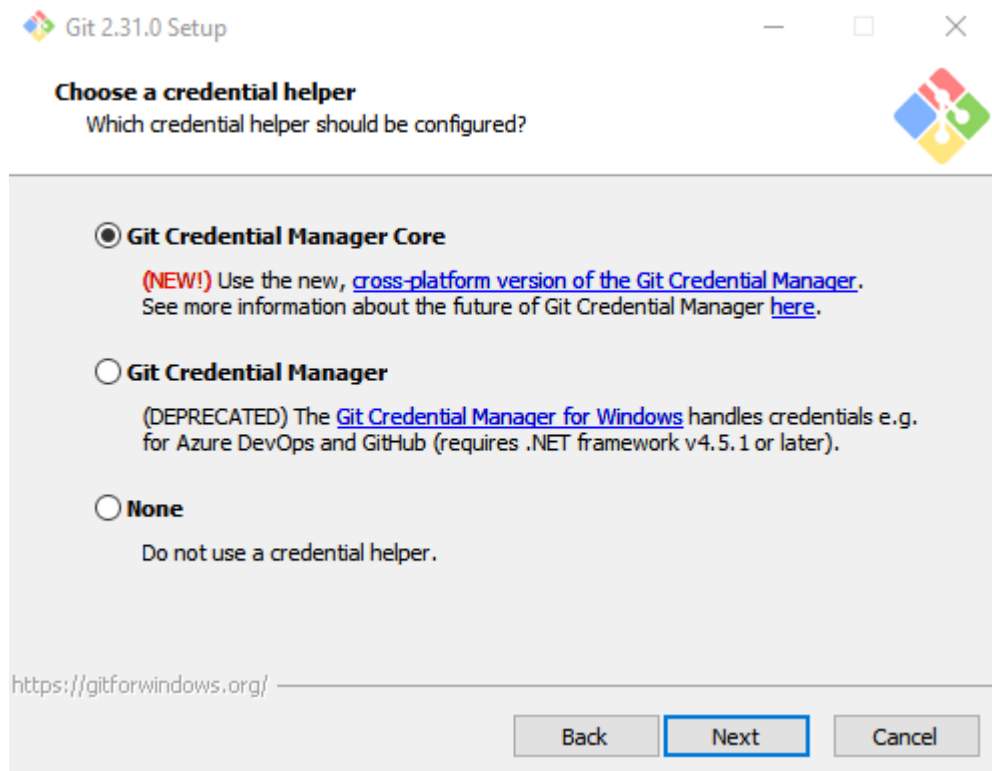 Git 2.31.0 Setup
Choose a credential helper
Which credential helper should be configured?
Git Credential Manager Core
(NEW!) Use the new, cross-platform version of the Git Credential Manager.
See more information about the future of Git Credential Manager here.
Git Credential Manager
(DEPRECATED) The Git Credential Manager for Windows handles credentials e.g.
for Azure DevOps and GitHub (requires .NET framework v4.5.1 or later).
None
Do not use a credential helper.
https://gitforwindows.org/
Back Next Cancel